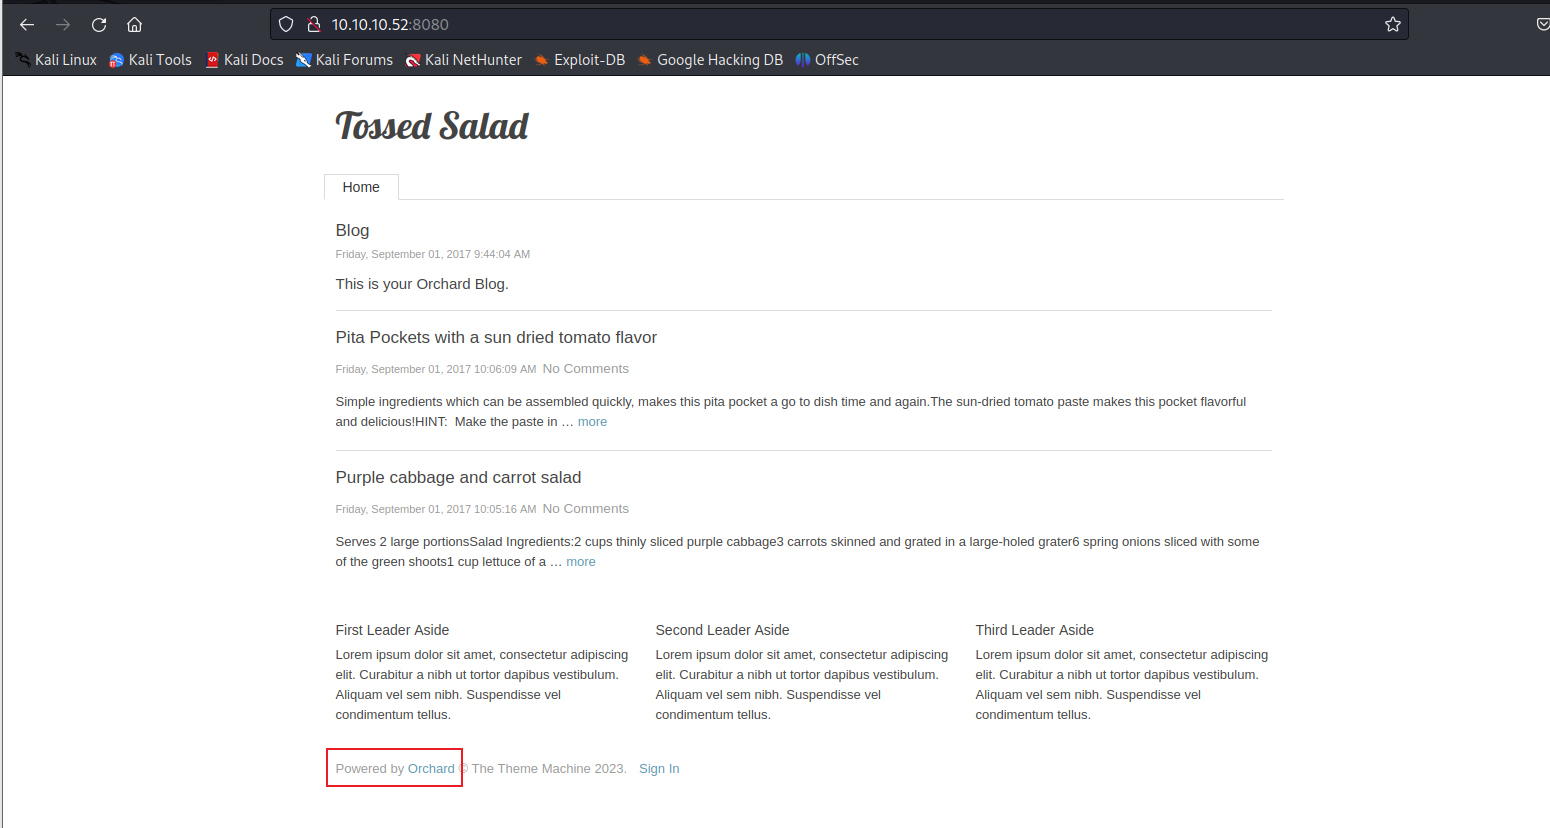 10.10.10.52:8080
Kali Linux Kali Tools Kali Docs Kali Forums Kali NetHunter Exploit-DB Google Hacking DB OffSec
Tossed Salad
Home
Blog
Friday, September 01, 2017 9:44:04 AM
This is your Orchard Blog.
Pita Pockets with a sun dried tomato flavor
Friday, September 01, 2017 10:06:09 AM No Comments
Simple ingredients which can be assembled quickly, makes this pita pocket a go to dish time and again.The sun-dried tomato paste makes this pocket flavorful
and delicious!HINT:  Make the paste in … more
Purple cabbage and carrot salad
Friday, September 01, 2017 10:05:16 AM No Comments
Serves 2 large portionsSalad Ingredients:2 cups thinly sliced purple cabbage3 carrots skinned and grated in a large-holed grater6 spring onions sliced with some
of the green shoots1 cup lettuce of a … more
First Leader Aside
Lorem ipsum dolor sit amet, consectetur adipiscing
elit. Curabitur a nibh ut tortor dapibus vestibulum.
Aliquam vel sem nibh. Suspendisse vel
condimentum tellus.
Second Leader Aside
Lorem ipsum dolor sit amet, consectetur adipiscing
elit. Curabitur a nibh ut tortor dapibus vestibulum.
Aliquam vel sem nibh. Suspendisse vel
condimentum tellus.
Third Leader Aside
Lorem ipsum dolor sit amet, consectetur adipiscing
elit. Curabitur a nibh ut tortor dapibus vestibulum.
Aliquam vel sem nibh. Suspendisse vel
condimentum tellus.
Powered by Orchard © The Theme Machine 2023. Sign In